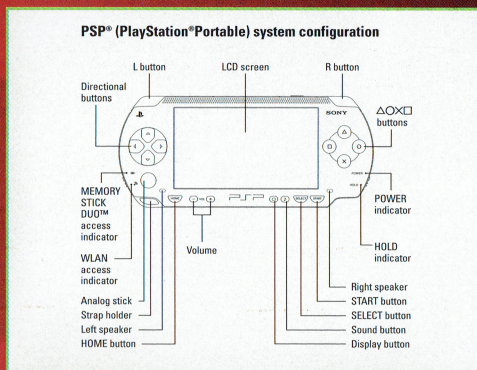 PSP® (PlayStation®Portable) system configuration
L button
LCD screen
R button
Directional
buttons
△○✕□
buttons
SONY
POWER
HOLD
MEMORY
STICK
DUO™
access
indicator
POWER
indicator
HOME
VOL
PSP
SELECT
START
Volume
WLAN
access
indicator
HOLD
indicator
Analog stick
Strap holder
Left speaker
HOME button
Right speaker
START button
SELECT button
Sound button
Display button